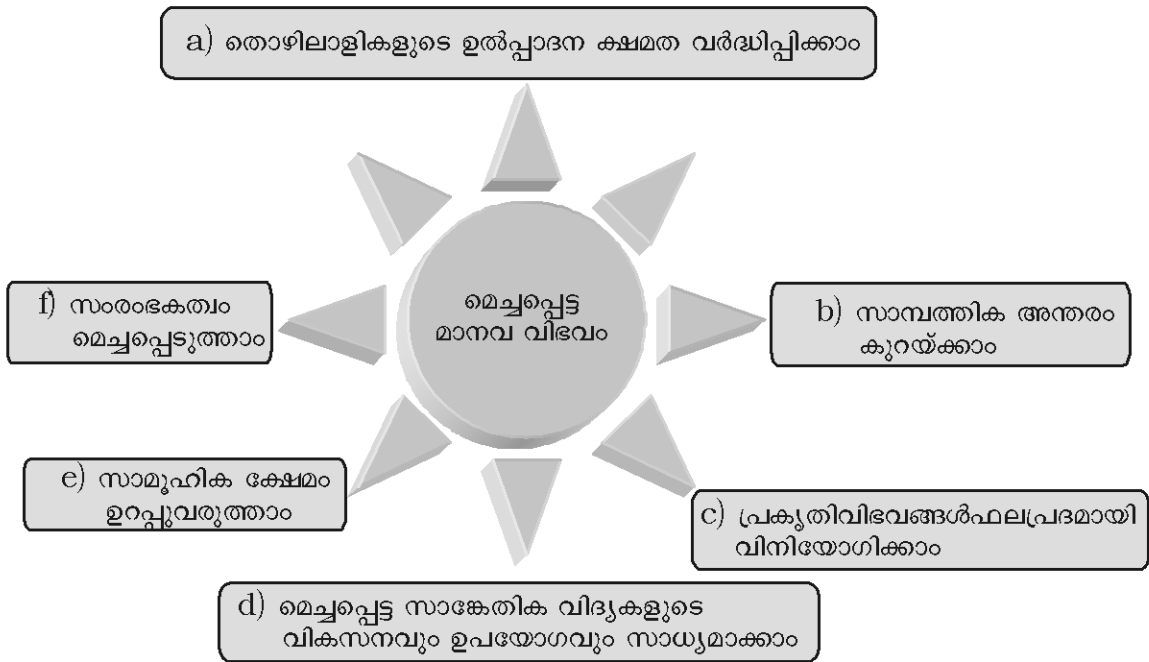 a) തൊഴിലാളികളുടെ ഉൽപ്പാദന ക്ഷമത വർദ്ധിപ്പിക്കാം
മെച്ചപ്പെട്ട
മാനവ വിഭവം
b) സാമ്പത്തിക അന്തരം
കുറയ്ക്കാം
c) പ്രകൃതിവിഭവങ്ങൾഫലപ്രദമായി
വിനിയോഗിക്കാം
d) മെച്ചപ്പെട്ട സാങ്കേതിക വിദ്യകളുടെ
വികസനവും ഉപയോഗവും സാധ്യമാക്കാം
e) സാമൂഹിക ക്ഷേമം
ഉറപ്പുവരുത്താം
f) സംരംഭകത്വം
മെച്ചപ്പെടുത്താം